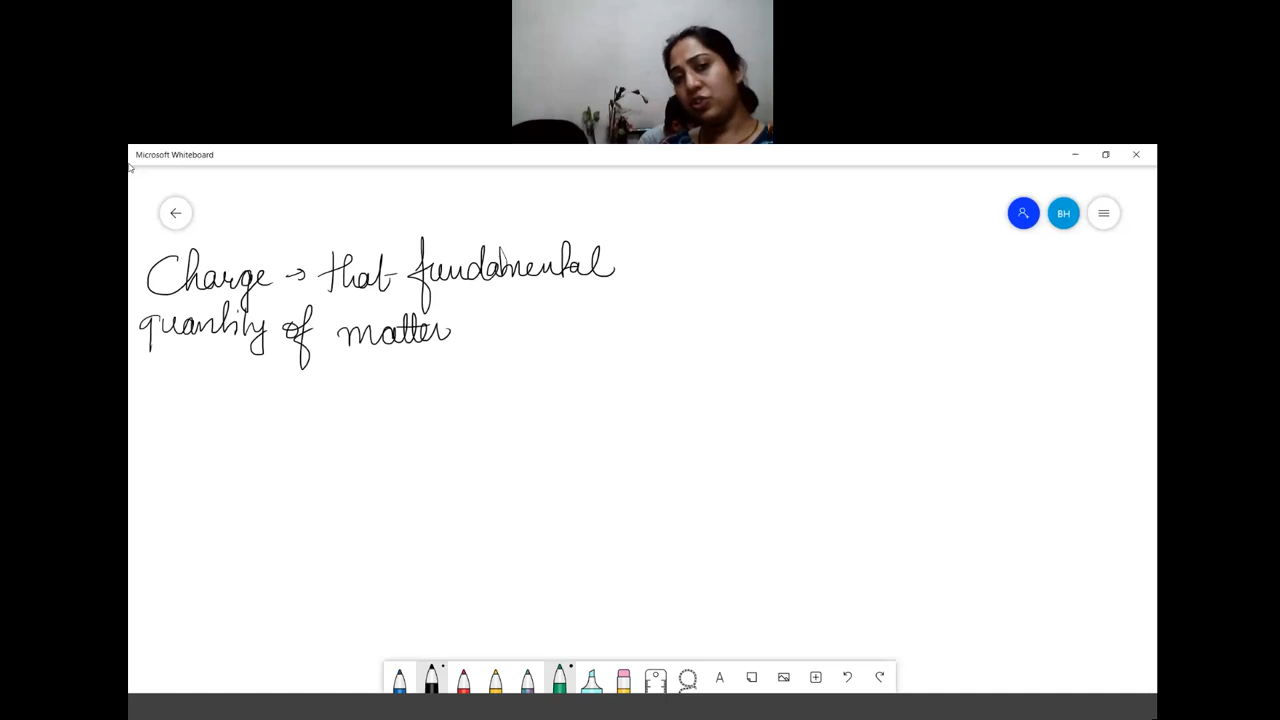 Microsoft Whiteboard
BH
Charge → that fundamental
quantity of matter
A